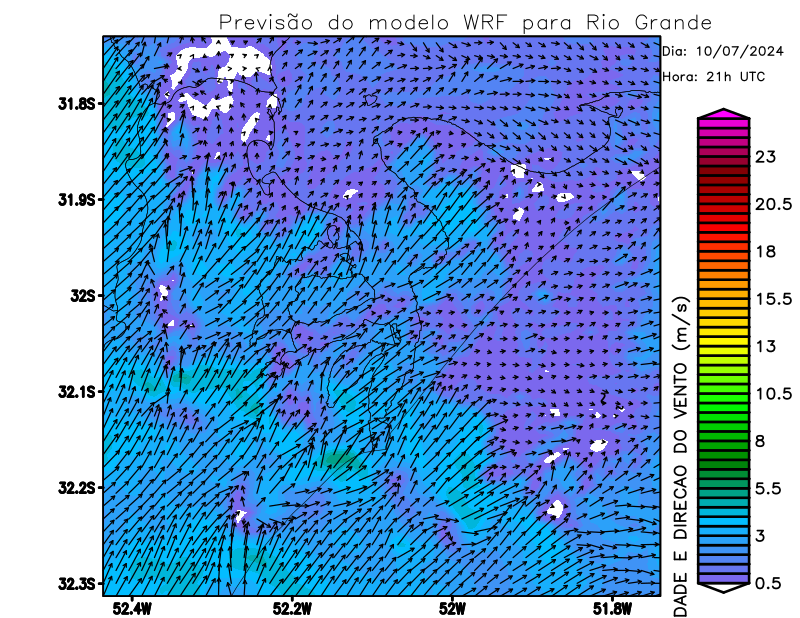 Previsão do modelo WRF para Rio Grande
Dia: 10/07/2024
Hora: 21h UTC
31.8S
31.9S
32S
32.1S
32.2S
32.3S
52.4W
52.2W
52W
51.8W
23
20.5
18
15.5
13
10.5
8
5.5
3
0.5
DADE E DIRECAO DO VENTO (m/s)